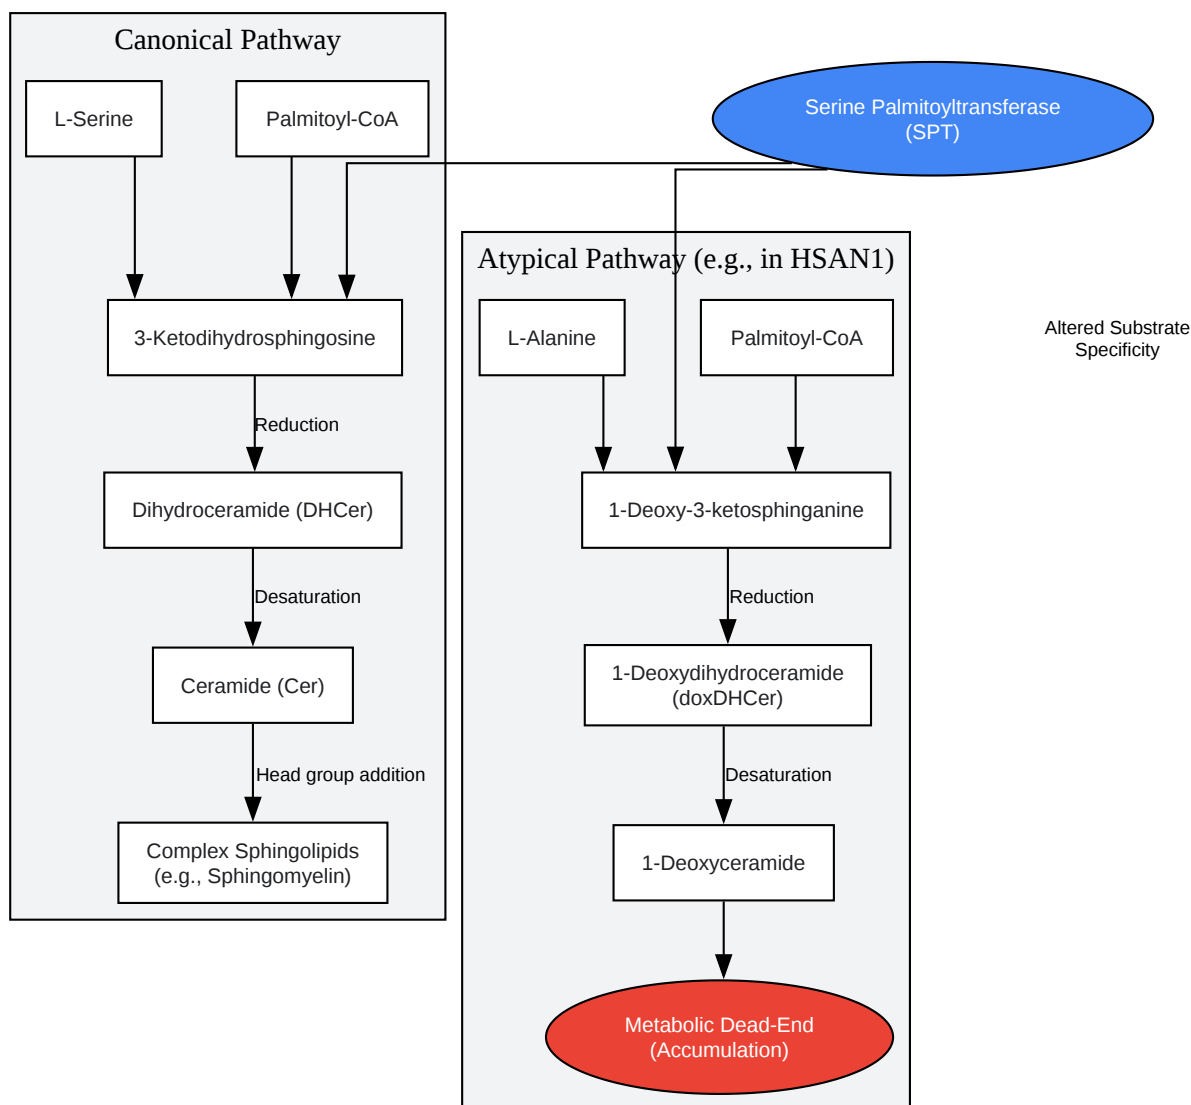 Canonical Pathway
L-Serine
Palmitoyl-CoA
3-Ketodihydrosphingosine
Reduction
Dihydroceramide (DHCer)
Desaturation
Ceramide (Cer)
Head group addition
Complex Sphingolipids
(e.g., Sphingomyelin)
Serine Palmitoyltransferase
(SPT)
Atypical Pathway (e.g., in HSAN1)
L-Alanine
Palmitoyl-CoA
1-Deoxy-3-ketosphinganine
Reduction
1-Deoxydihydroceramide
(doxDHCer)
Desaturation
1-Deoxyceramide
Metabolic Dead-End
(Accumulation)
Altered Substrate
Specificity